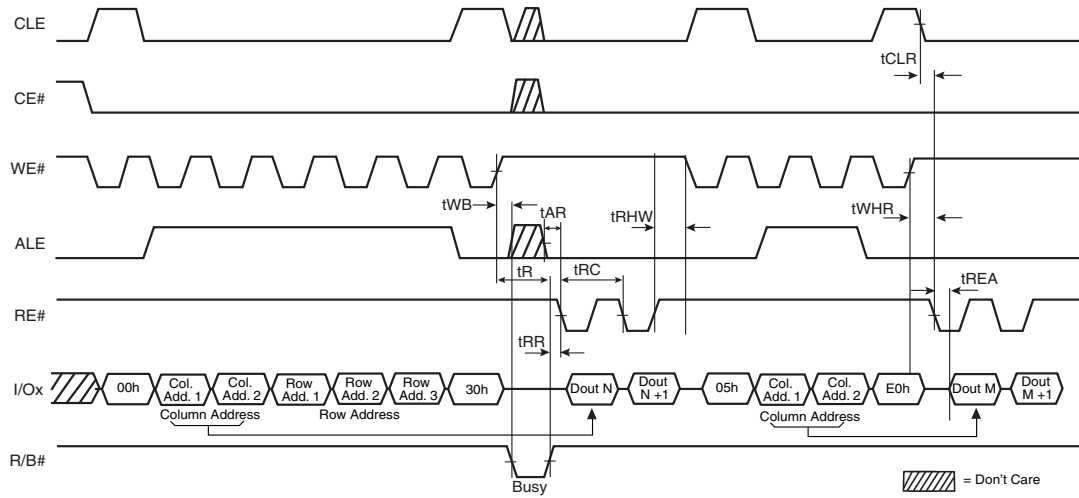 CLE
tCLR
CE#
WE#
tWB
tAR
tRHW
tWHR
ALE
tR
tRC
tREA
RE#
tRR
I/Ox
00h
Col. Add. 1
Col. Add. 2
Row Add. 1
Row Add. 2
Row Add. 3
30h
Dout N
Dout N +1
05h
Col. Add. 1
Col. Add. 2
E0h
Dout M
Dout M +1
Column Address
Row Address
Column Address
R/B#
Busy
= Don't Care